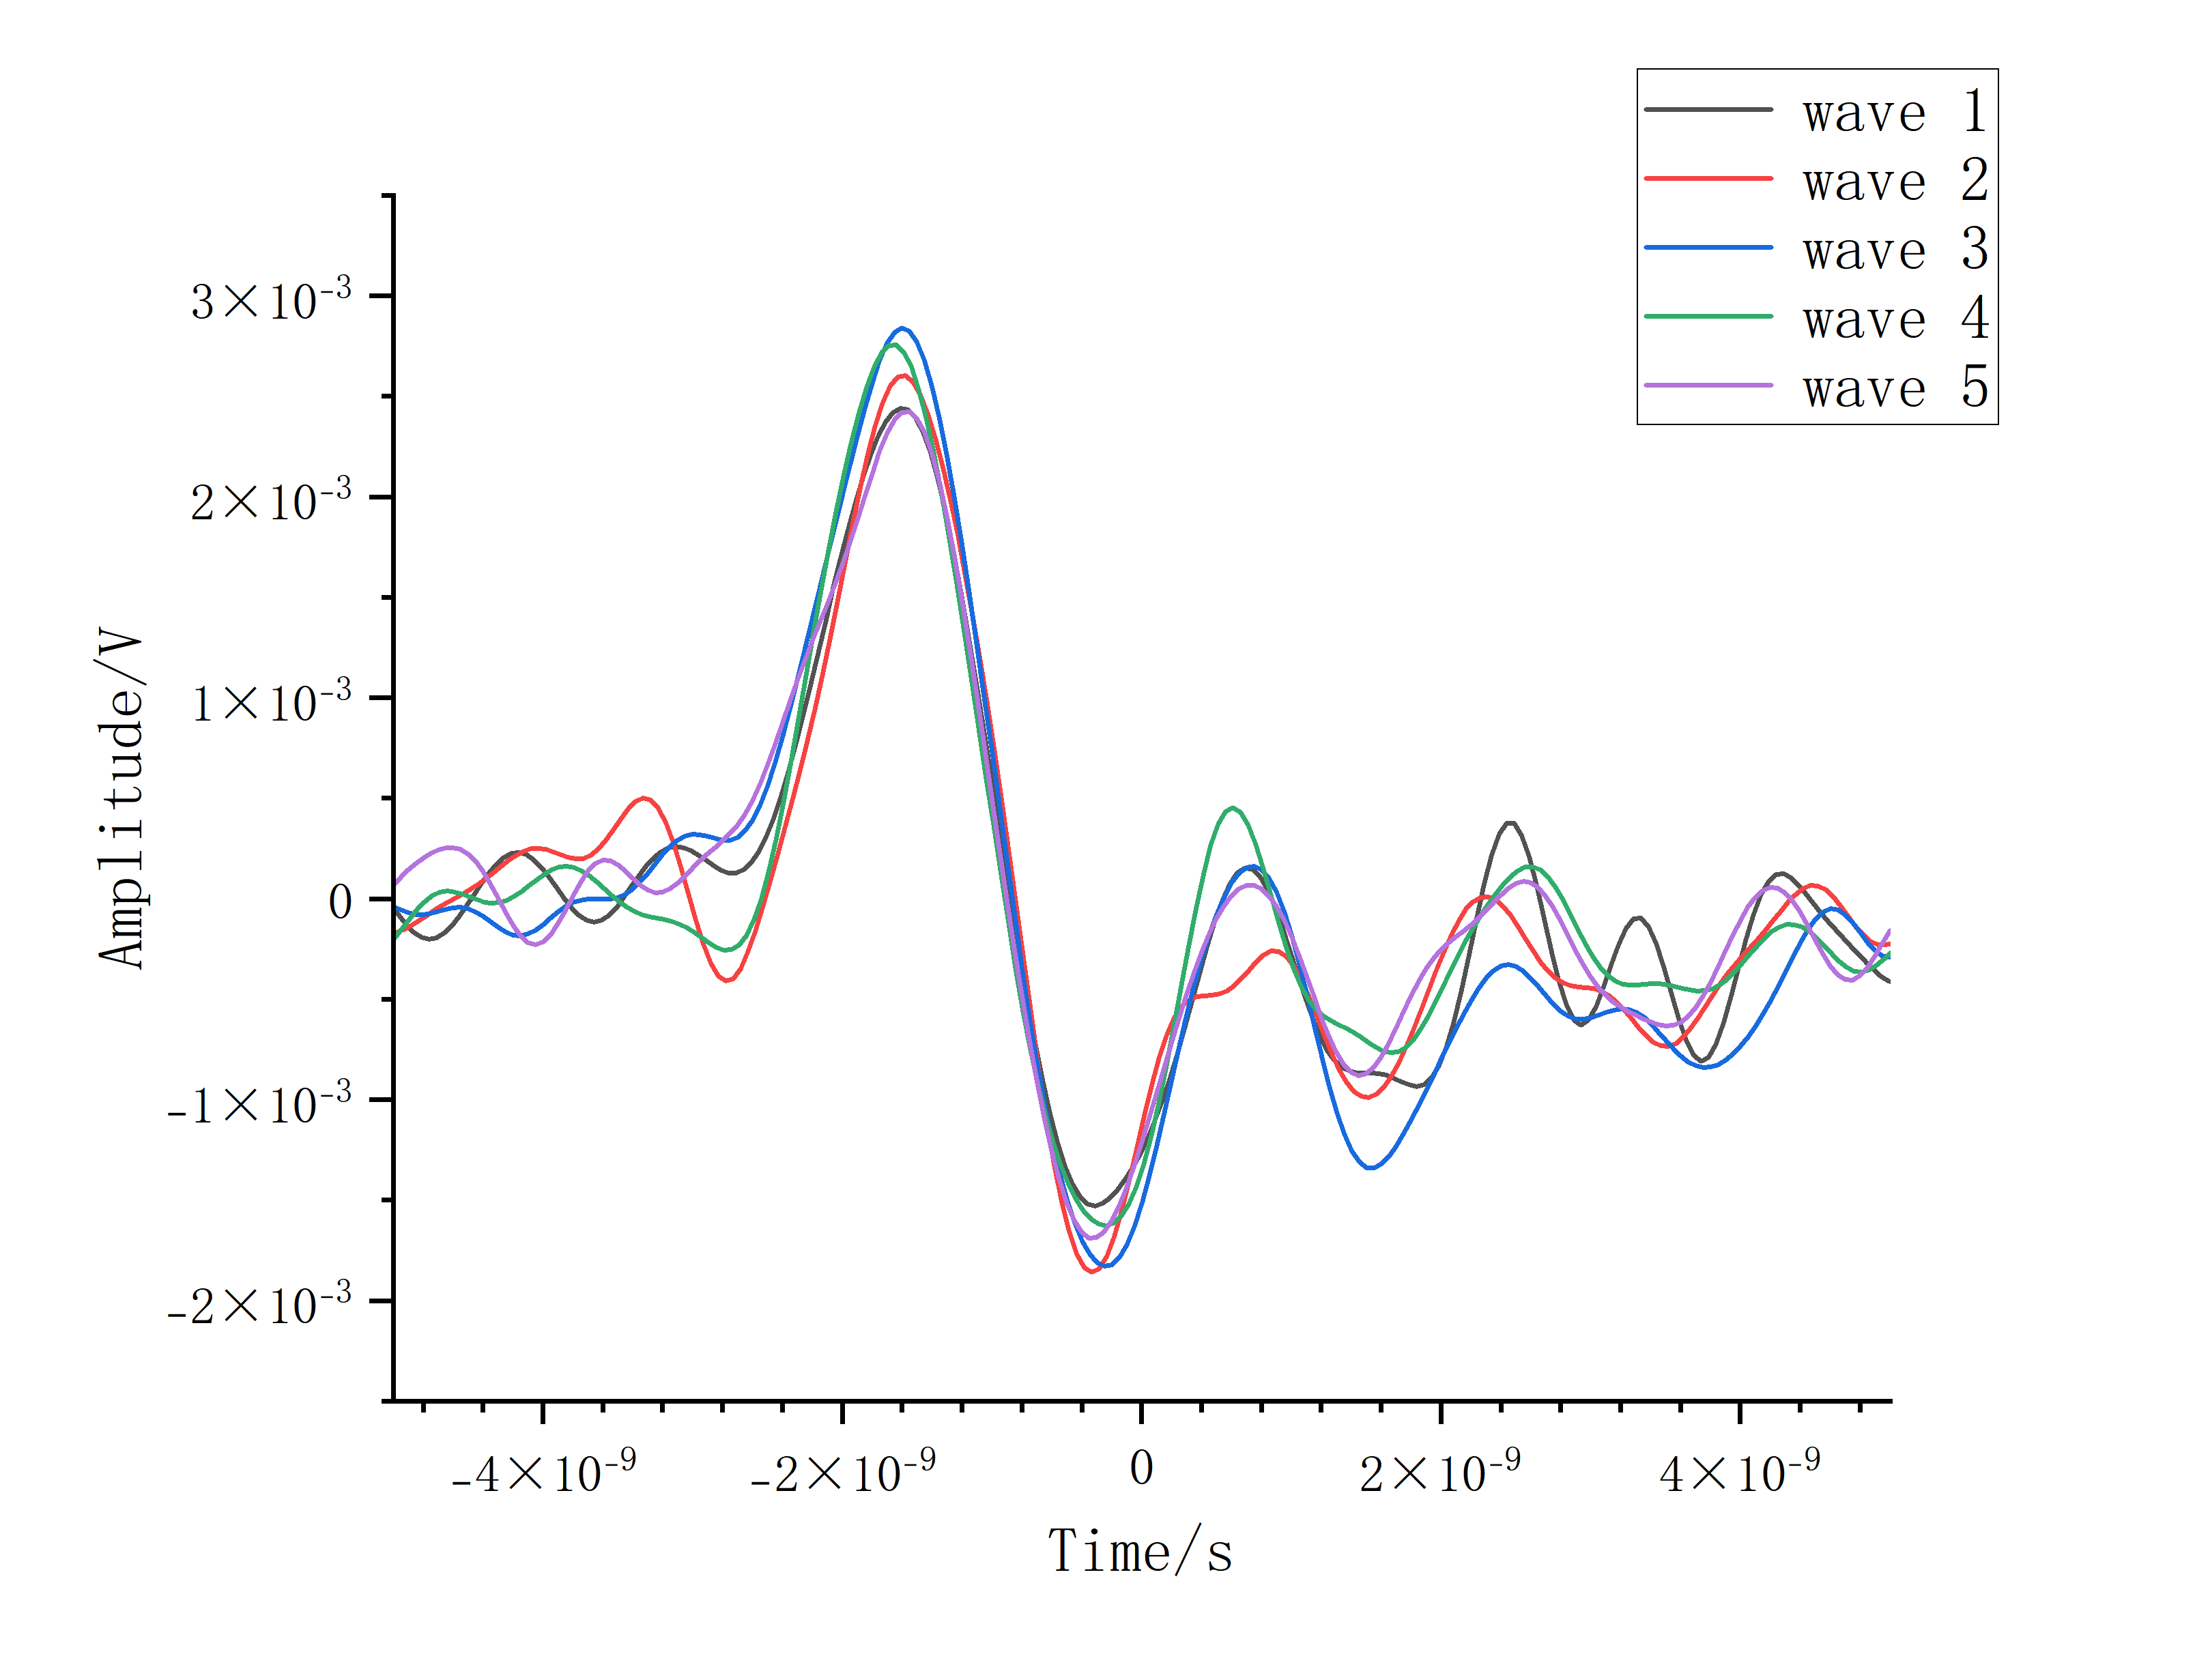 wave 1
wave 2
wave 3
wave 4
wave 5
3×10⁻³
2×10⁻³
1×10⁻³
0
-1×10⁻³
-2×10⁻³
Amplitude/V
-4×10⁻⁹ -2×10⁻⁹ 0 2×10⁻⁹ 4×10⁻⁹
Time/s